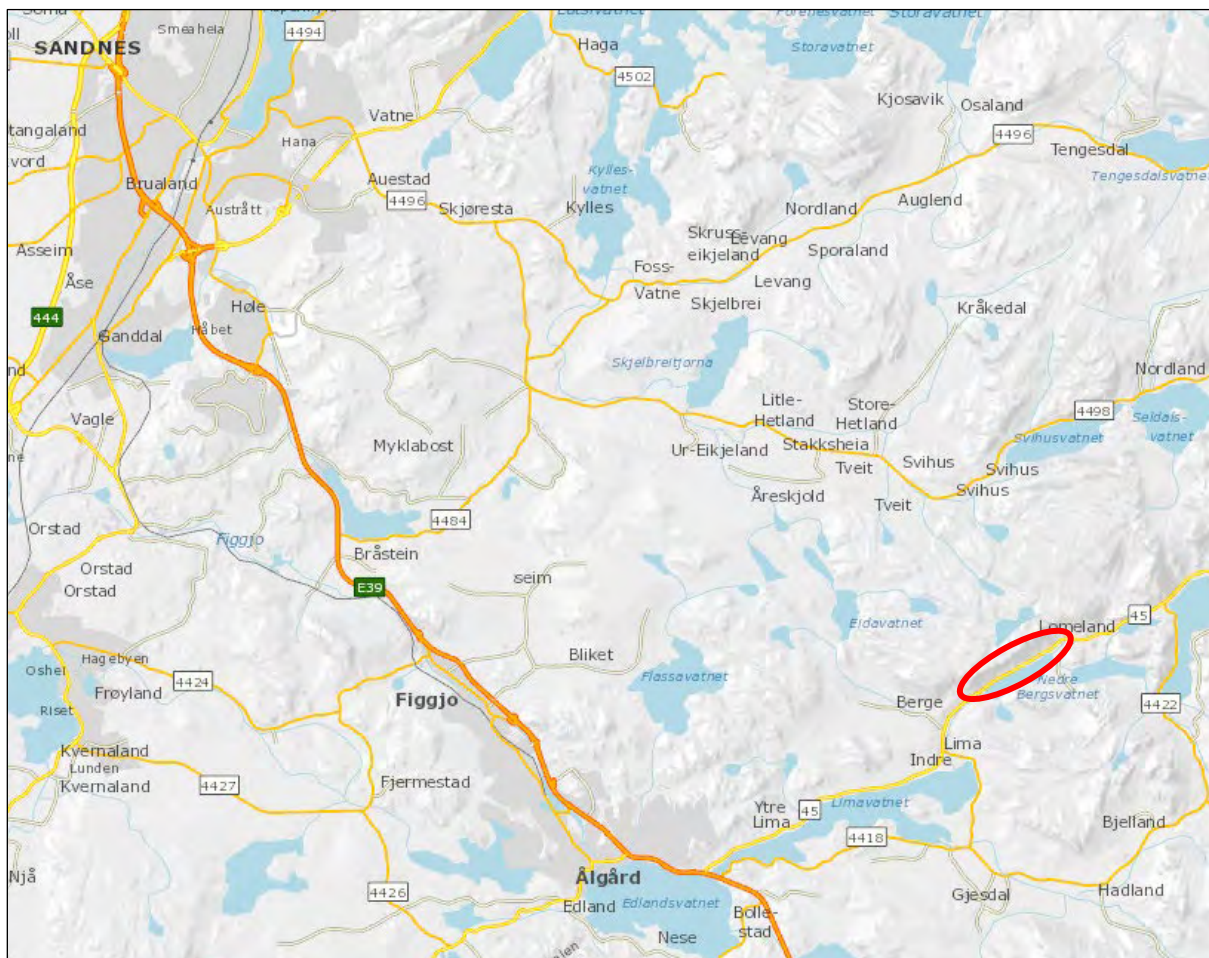 4494
Smeaheia
SANDNES
Haga
Storavatnet
Storavatnet
4502
Kjosavik
Osaland
Vatne
4496
Hana
Tengesdal
Tengesdalsvatnet
Kylles-
vatnet
Auestad
Brualand
4496
Skjøresta
Kylles
Austrått
Nordland
Auglend
Skruss-
eikjeland
Levang
Sporaland
Asseim
Foss-
Vatne
Levang
Skjelbrei
Åse
Høle
Kråkedal
444
Håbet
Ganddal
Skjelbreitjorna
Nordland
Litle-
Hetland
Store-
Hetland
4498
Seldals-
vatnet
Vagle
Myklabost
Ur-Eikjeland
Stakksheia
Svihusvatnet
Tveit
Svihus
Svihus
Svihus
Åreskjold
Tveit
4484
Orstad
Figgjo
Bråstein
Orstad
Orstad
E39
seim
Eidavatnet
Lomeland
45
Oshei
Hagebyen
Frøyland
4424
Bliket
Flassavatnet
Nedre
Bergsvatnet
Berge
4422
Riset
Figgjo
Kvernaland
Lunden
Kvernaland
Lima
Indre
4427
Fjermestad
Ytre
Lima
45
Limavatnet
4418
Bjelland
Njå
4426
Ålgård
Edland
Edlandsvatnet
Gjesdal
Hadland
Bolle-
stad
Nese